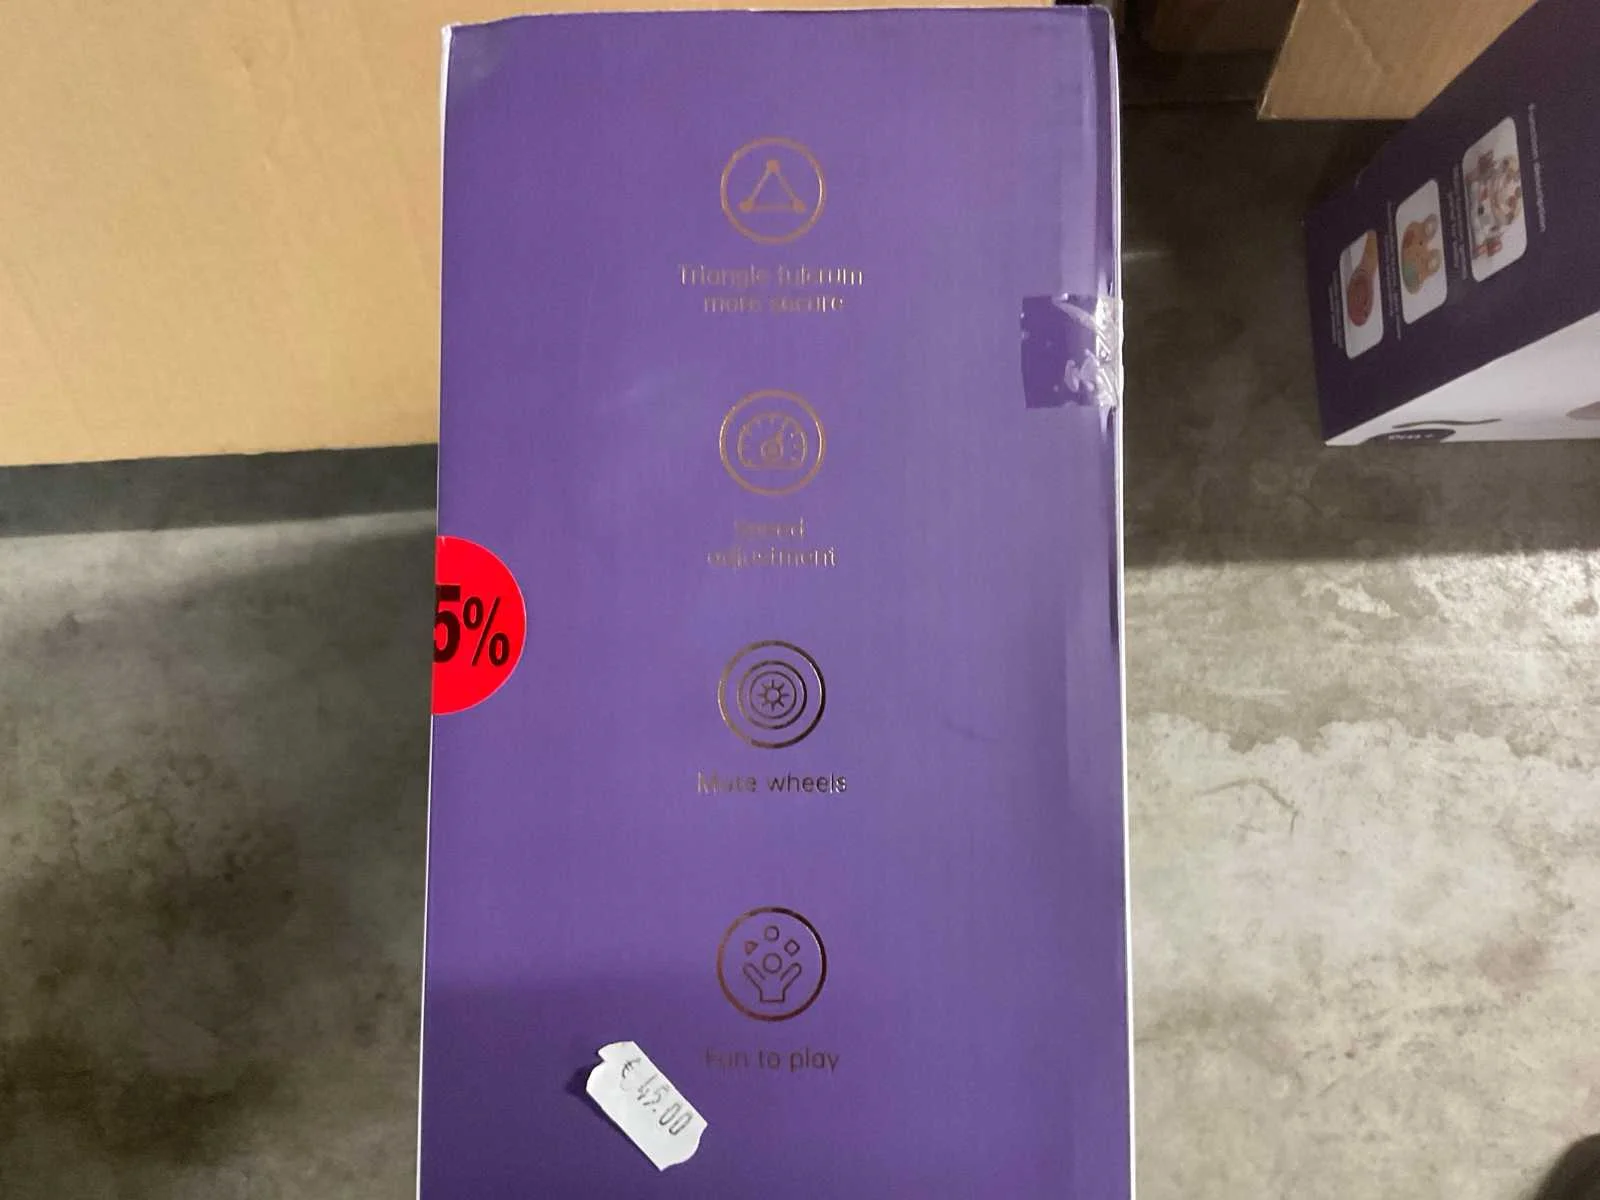 Triangle fulcrum
more secure
Speed
adjustment
5%
Mute wheels
Fun to play
€45.00